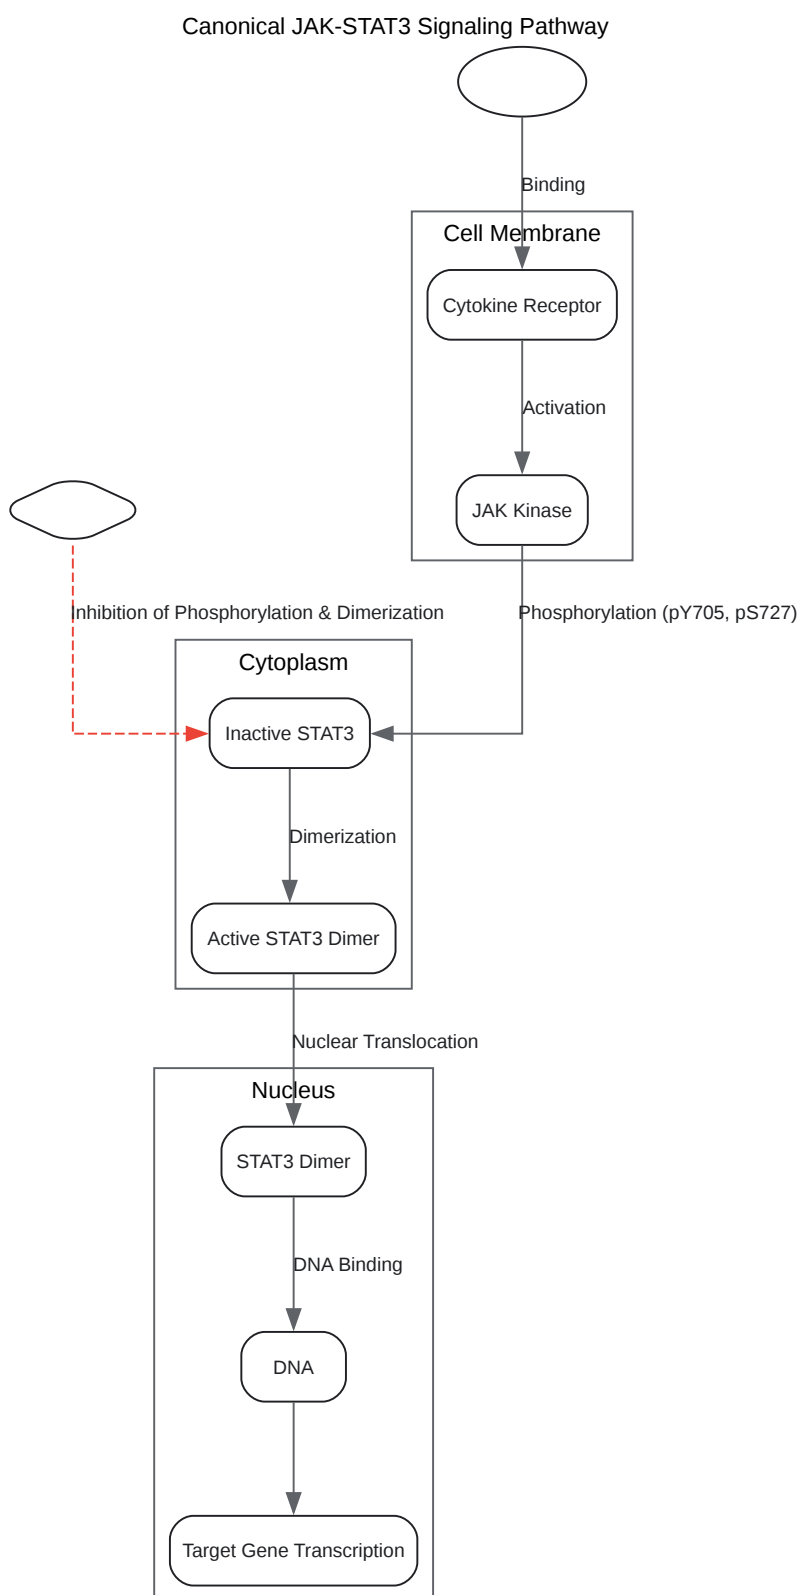 Canonical JAK-STAT3 Signaling Pathway
Binding
Cell Membrane
Cytokine Receptor
Activation
JAK Kinase
Inhibition of Phosphorylation & Dimerization
Phosphorylation (pY705, pS727)
Cytoplasm
Inactive STAT3
Dimerization
Active STAT3 Dimer
Nuclear Translocation
Nucleus
STAT3 Dimer
DNA Binding
DNA
Target Gene Transcription